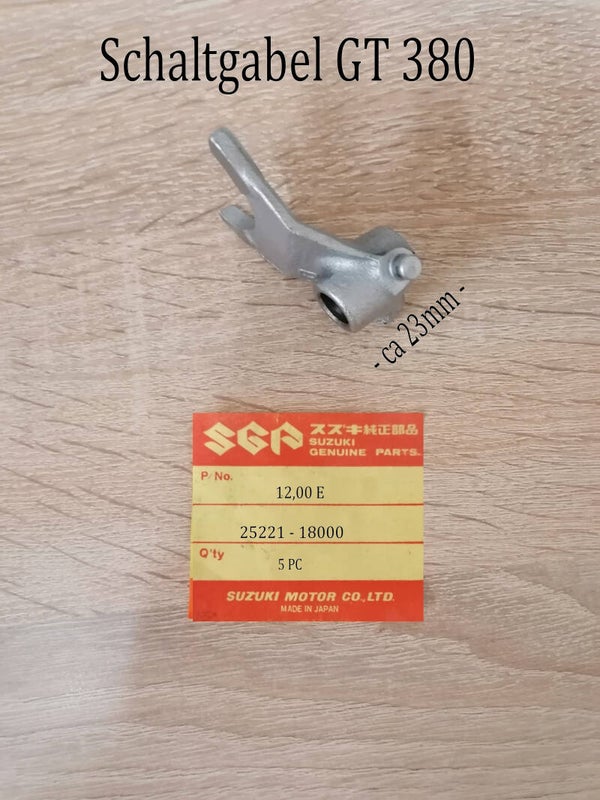 Schaltgabel GT 380
- ca 23mm -
SGP スズキ純正部品
SUZUKI
GENUINE PARTS.
P/No.
12,00 E
25221 - 18000
Q'ty
5 PC
SUZUKI MOTOR CO.,LTD.
MADE IN JAPAN